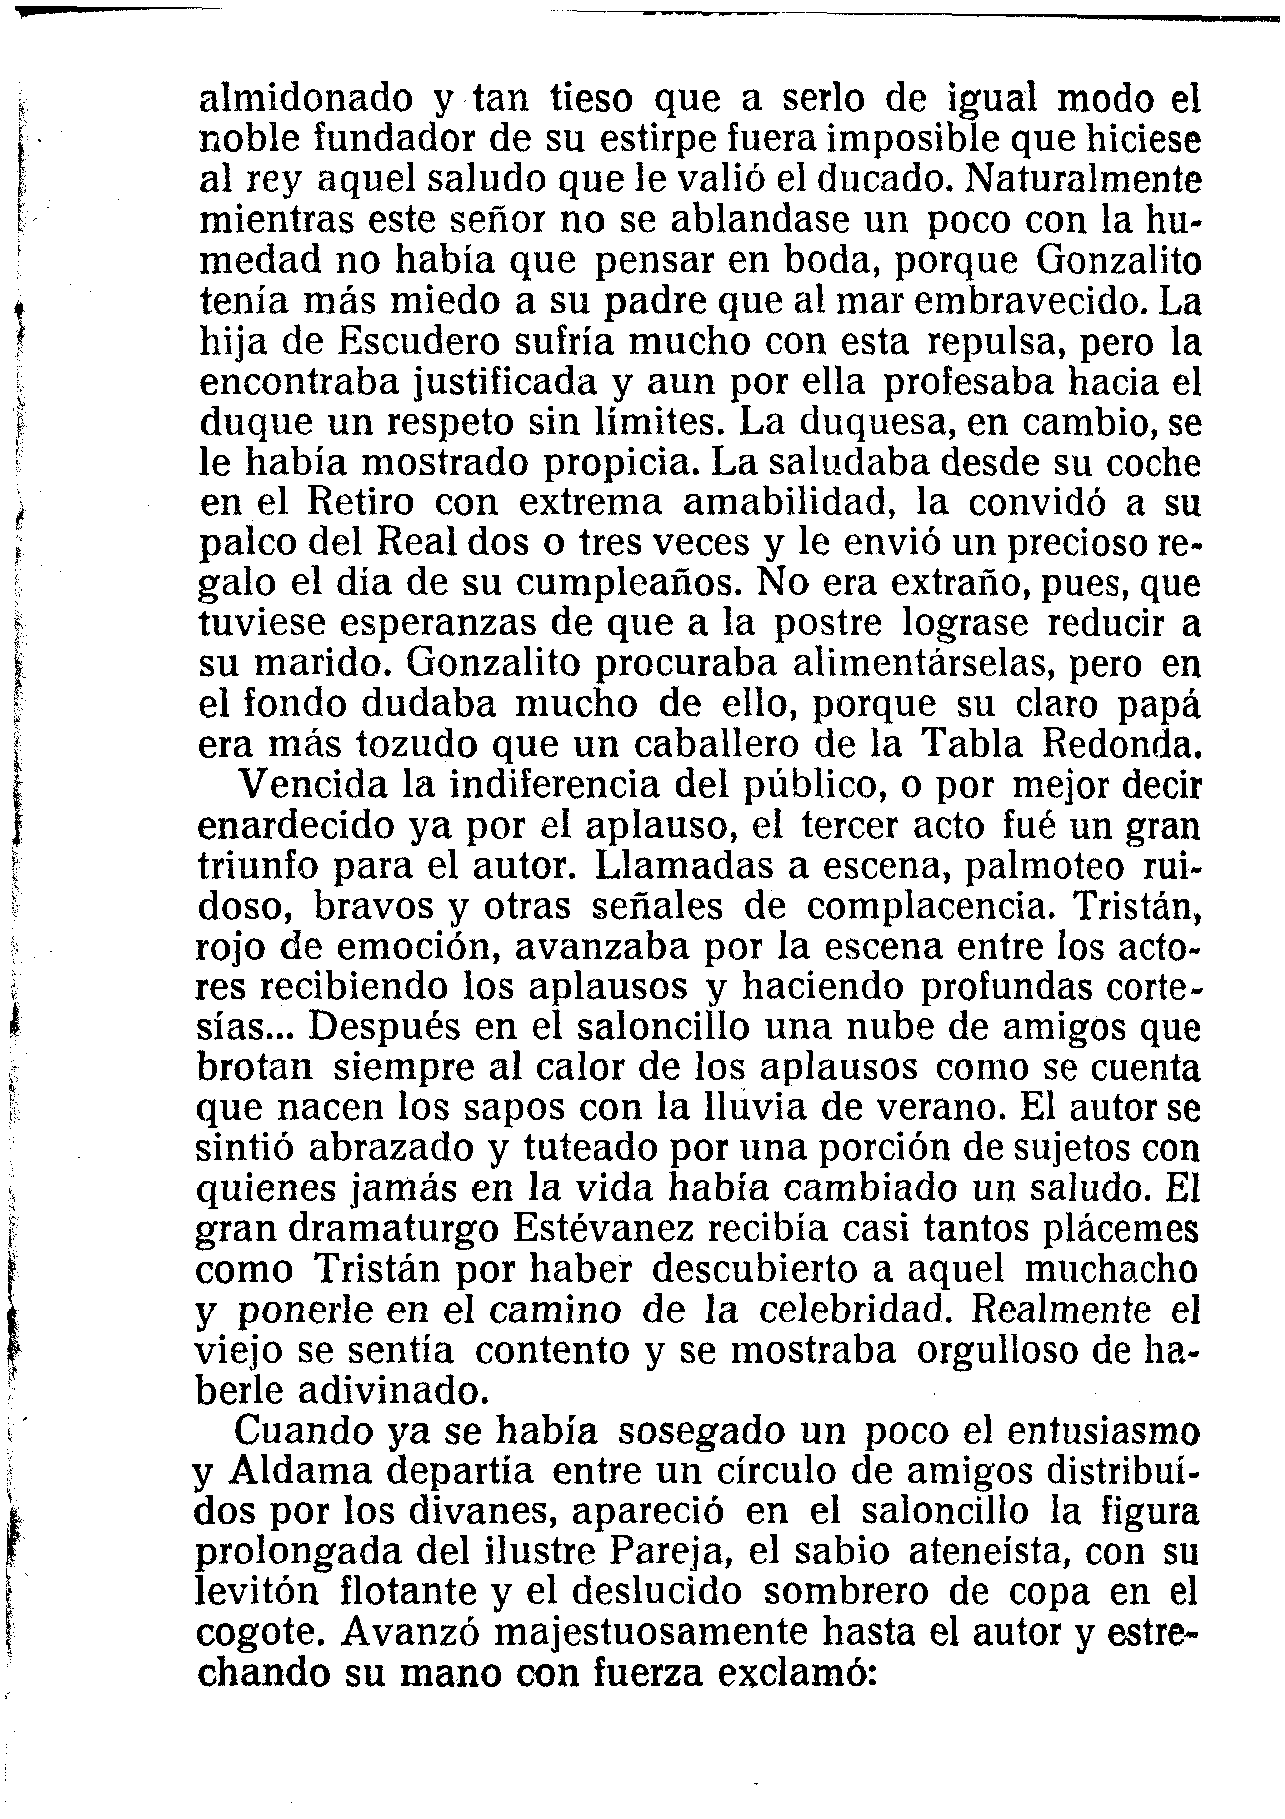 almidonado y tan tieso que a serlo de igual modo el
noble fundador de su estirpe fuera imposible que hiciese
al rey aquel saludo que le valió el ducado. Naturalmente
mientras este señor no se ablandase un poco con la hu-
medad no había que pensar en boda, porque Gonzalito
tenía más miedo a su padre que al mar embravecido. La
hija de Escudero sufría mucho con esta repulsa, pero la
encontraba justificada y aun por ella profesaba hacia el
duque un respeto sin límites. La duquesa, en cambio, se
le había mostrado propicia. La saludaba desde su coche
en el Retiro con extrema amabilidad, la convidó a su
palco del Real dos o tres veces y le envió un precioso re-
galo el día de su cumpleaños. No era extraño, pues, que
tuviese esperanzas de que a la postre lograse reducir a
su marido. Gonzalito procuraba alimentárselas, pero en
el fondo dudaba mucho de ello, porque su claro papá
era más tozudo que un caballero de la Tabla Redonda.
Vencida la indiferencia del público, o por mejor decir
enardecido ya por el aplauso, el tercer acto fué un gran
triunfo para el autor. Llamadas a escena, palmoteo rui-
doso, bravos y otras señales de complacencia. Tristán,
rojo de emoción, avanzaba por la escena entre los acto-
res recibiendo los aplausos y haciendo profundas corte-
sías... Después en el saloncillo una nube de amigos que
brotan siempre al calor de los aplausos como se cuenta
que nacen los sapos con la lluvia de verano. El autor se
sintió abrazado y tuteado por una porción de sujetos con
quienes jamás en la vida había cambiado un saludo. El
gran dramaturgo Estévanez recibía casi tantos plácemes
como Tristán por haber descubierto a aquel muchacho
y ponerle en el camino de la celebridad. Realmente el
viejo se sentía contento y se mostraba orgulloso de ha-
berle adivinado.
Cuando ya se había sosegado un poco el entusiasmo
y Aldama departía entre un círculo de amigos distribuí-
dos por los divanes, apareció en el saloncillo la figura
prolongada del ilustre Pareja, el sabio ateneísta, con su
levitón flotante y el deslucido sombrero de copa en el
cogote. Avanzó majestuosamente hasta el autor y estre-
chando su mano con fuerza exclamó: